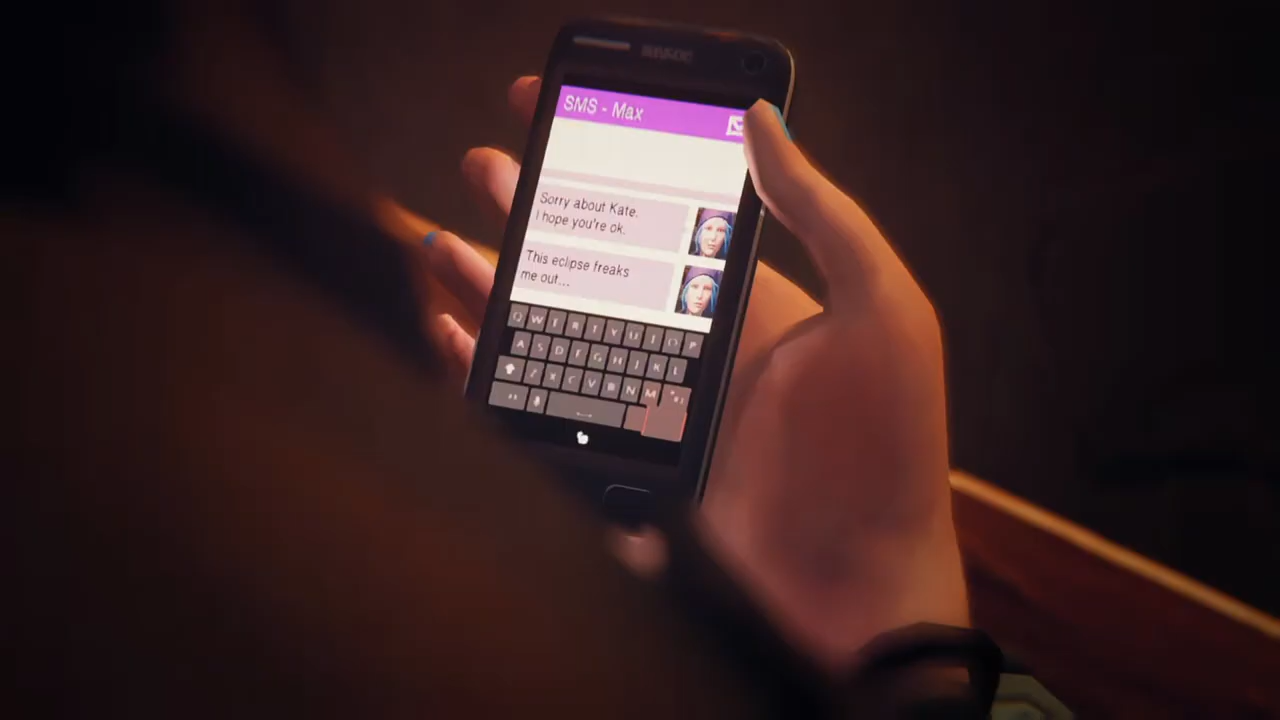 SMS - Max
Sorry about Kate.
I hope you're ok.
This eclipse freaks
me out...
Q W E R T Y U I O P
A S D F G H J K L
Z X C V B N M